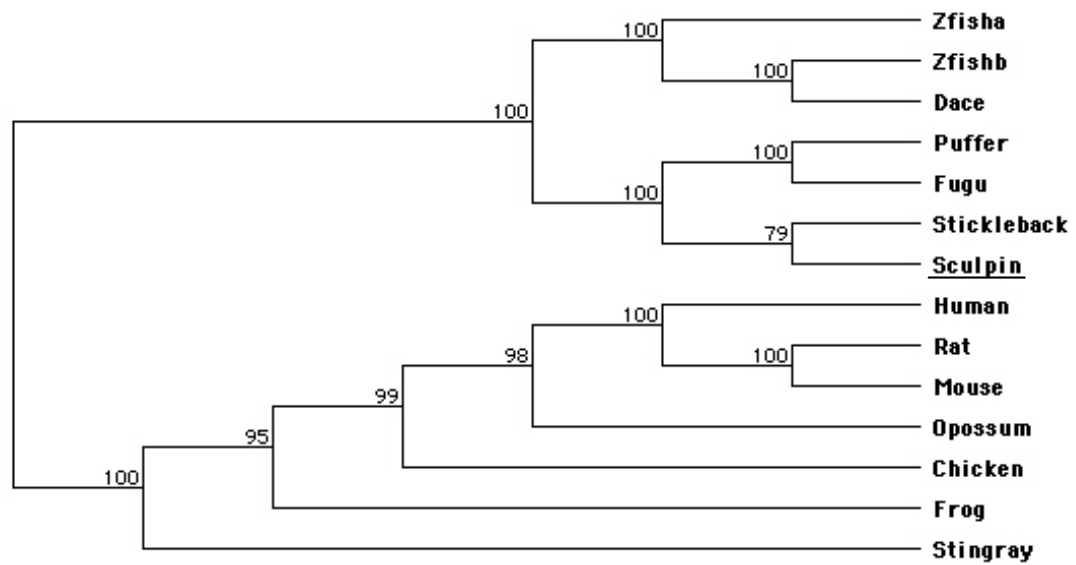 Zfisha
100
Zfishb
100
Dace
100
Puffer
100
Fugu
100
Stickleback
79
Sculpin
Human
100
Rat
100
Mouse
98
Opossum
99
Chicken
95
Frog
100
Stingray